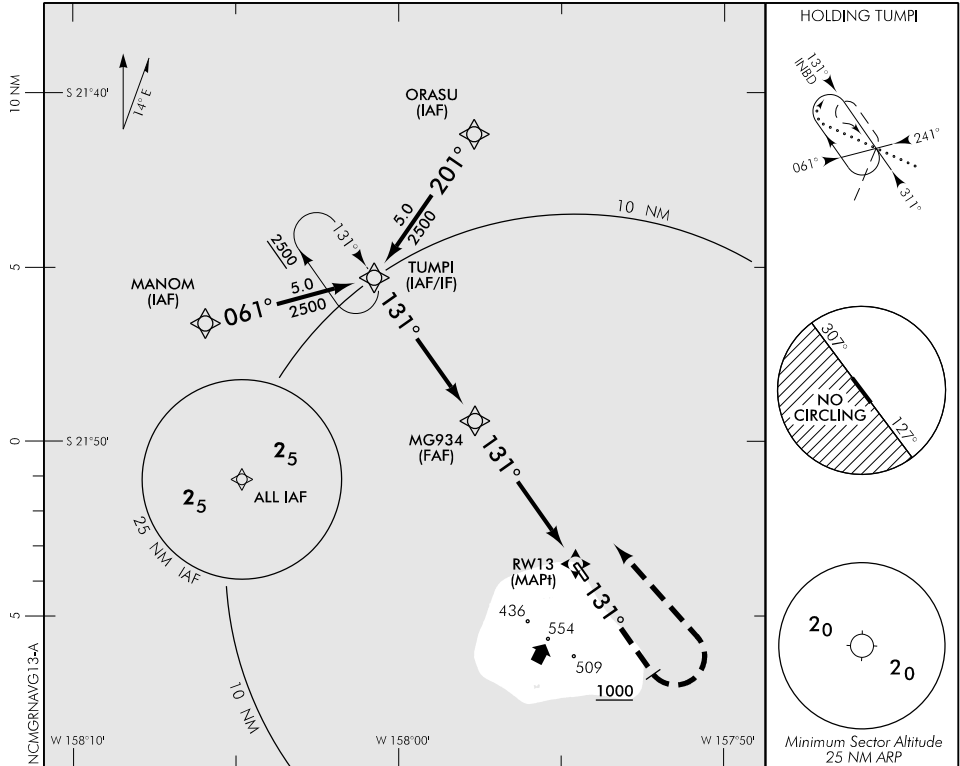 HOLDING TUMPI
131°
INBD
241°
061°
311°
10 NM
S 21°40'
14° E
ORASU
(IAF)
201°
5.0
2500
10 NM
131°
2500
TUMPI
(IAF/IF)
MANOM
(IAF)
061°
5.0
2500
131°
5
307°
NO
CIRCLING
127°
0
S 21°50'
MG934
(FAF)
131°
25
25
ALL IAF
25 NM IAF
RW13
(MAPt)
131°
436
554
509
1000
5
20
20
10 NM
NCMGRNAVG13-A
W 158°10'
W 158°00'
W 157°50'
Minimum Sector Altitude
25 NM ARP